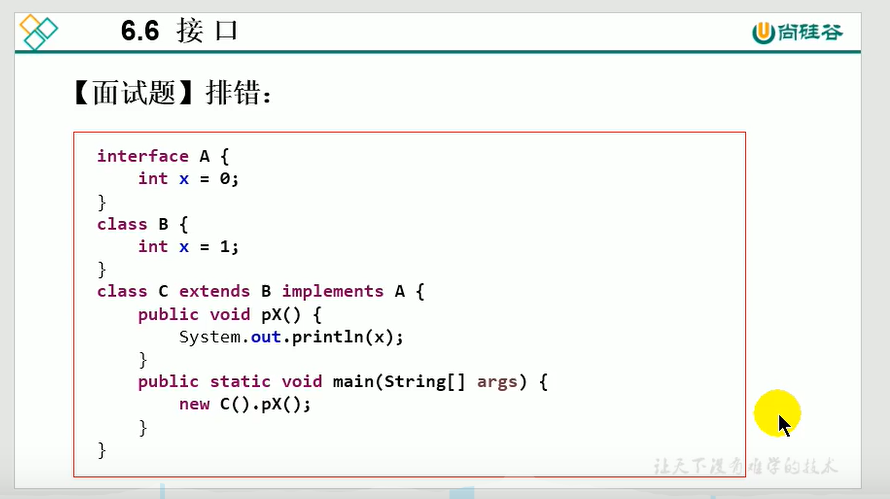 6.6 接 口
尚硅谷
【面试题】排错：
interface A {
    int x = 0;
}
class B {
    int x = 1;
}
class C extends B implements A {
    public void pX() {
        System.out.println(x);
    }
    public static void main(String[] args) {
        new C().pX();
    }
}
让天下没有难学的技术